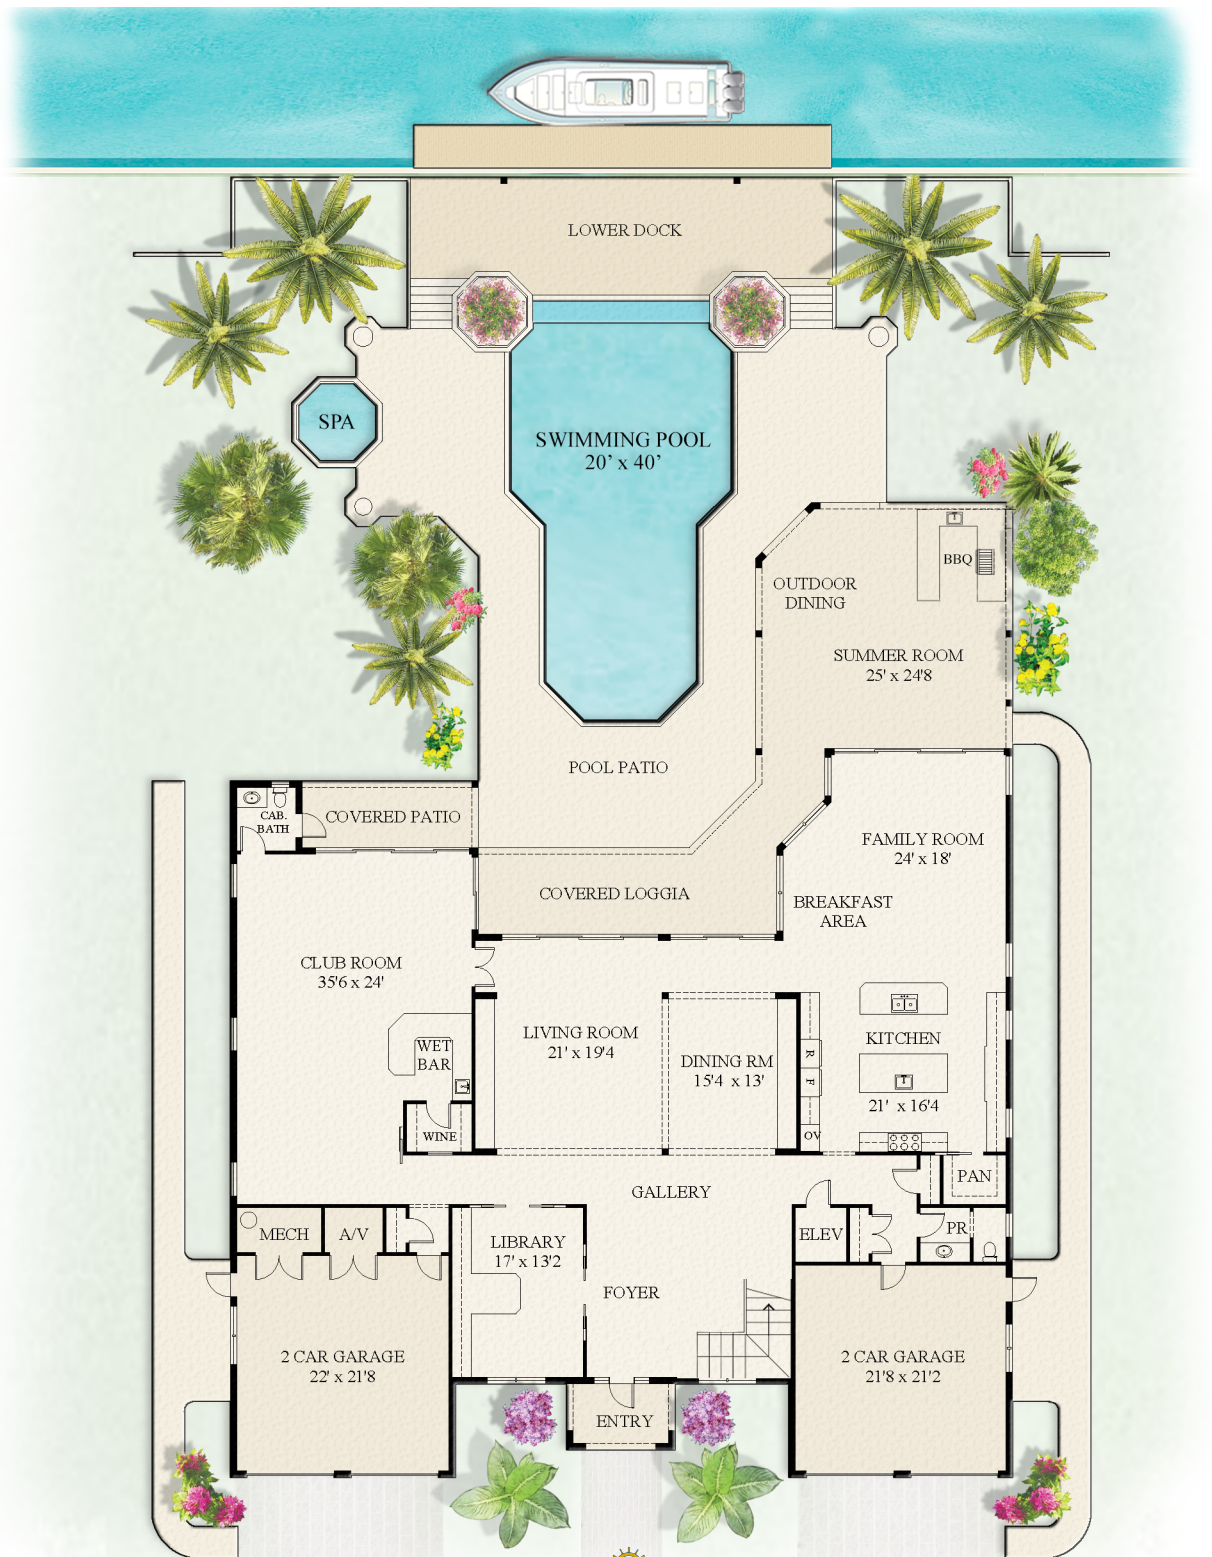 LOWER DOCK
SPA
SWIMMING POOL
20’ x 40’
BBQ
OUTDOOR
DINING
SUMMER ROOM
25' x 24'8
POOL PATIO
CAB.
BATH
COVERED PATIO
FAMILY ROOM
24' x 18'
COVERED LOGGIA
BREAKFAST
AREA
CLUB ROOM
35'6 x 24'
LIVING ROOM
21' x 19'4
KITCHEN
WET
BAR
DINING RM
15'4 x 13'
R
F
21' x 16'4
WINE
OV
PAN
GALLERY
MECH
A/V
LIBRARY
17' x 13'2
ELEV
PR
FOYER
2 CAR GARAGE
22' x 21'8
2 CAR GARAGE
21'8 x 21'2
ENTRY